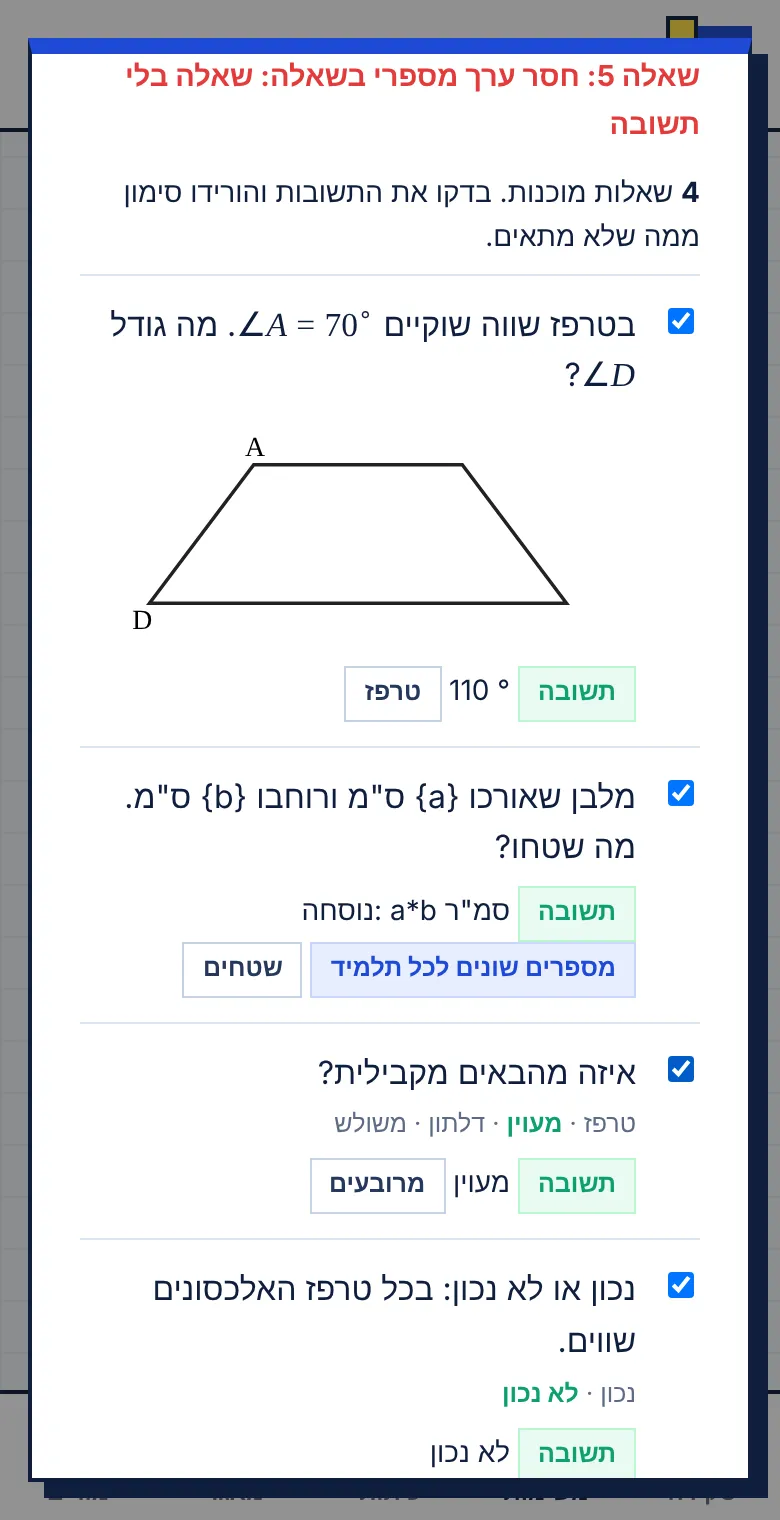 שאלה 5: חסר ערך מספרי בשאלה: שאלה בלי
תשובה
4 שאלות מוכנות. בדקו את התשובות והורידו סימון
ממה שלא מתאים.
בטרפז שווה שוקיים ∠A = 70°. מה גודל
∠D?
A
D
תשובה 110 ° טרפז
מלבן שאורכו {a} ס"מ ורוחבו {b} ס"מ.
מה שטחו?
תשובה סמ"ר a*b :נוסחה
מספרים שונים לכל תלמיד שטחים
איזה מהבאים מקבילית?
טרפז · מעוין · דלתון · משולש
תשובה מעוין מרובעים
נכון או לא נכון: בכל טרפז האלכסונים
שווים.
נכון · לא נכון
תשובה לא נכון